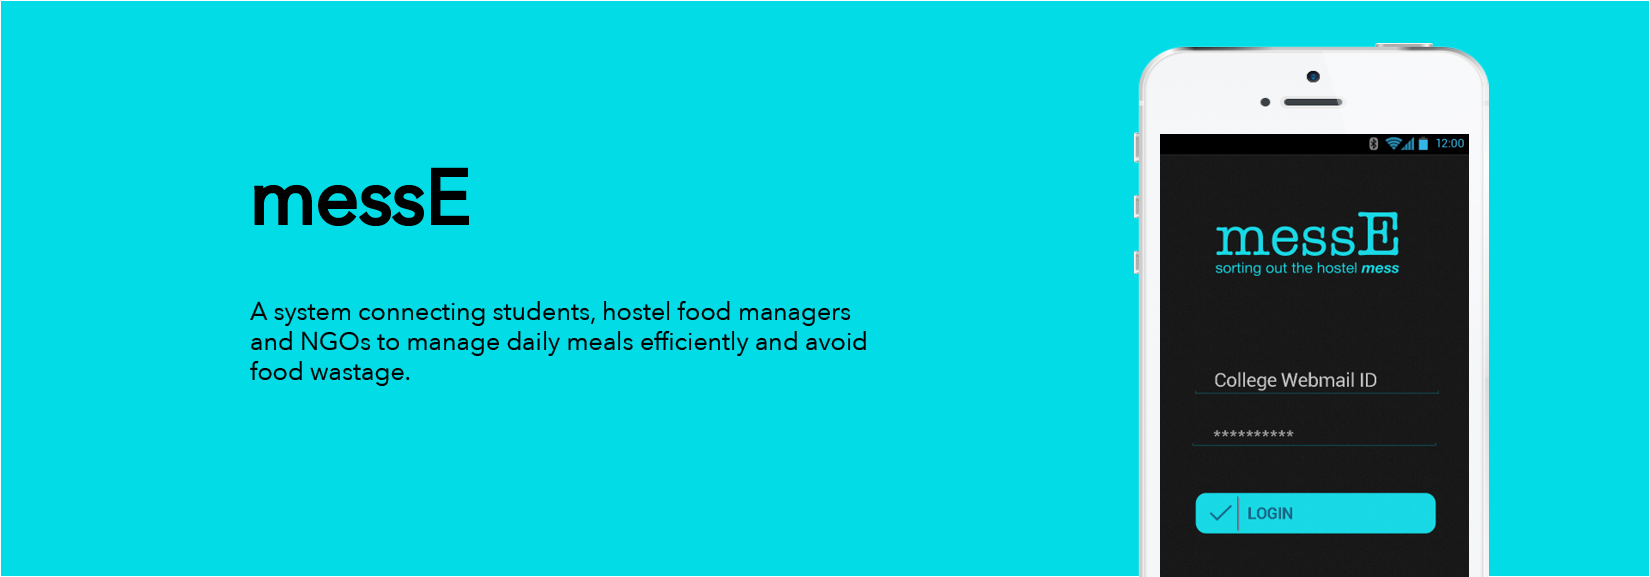 messE
A system connecting students, hostel food managers
and NGOs to manage daily meals efficiently and avoid
food wastage.
12:00
messE
sorting out the hostel mess
College Webmail ID
**********
LOGIN